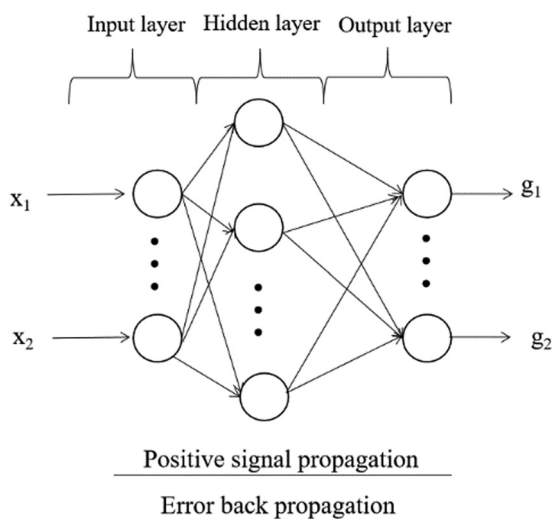 Input layer Hidden layer Output layer
x₁ g₁
x₂ g₂
Positive signal propagation
Error back propagation